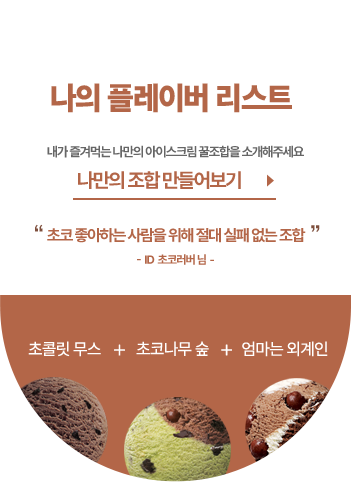 나의 플레이버 리스트
내가 즐겨먹는 나만의 아이스크림 꿀조합을 소개해주세요
나만의 조합 만들어보기
“ 초코 좋아하는 사람을 위해 절대 실패 없는 조합 ”
- ID 초코러버 님 -
초콜릿 무스 + 초코나무 숲 + 엄마는 외계인